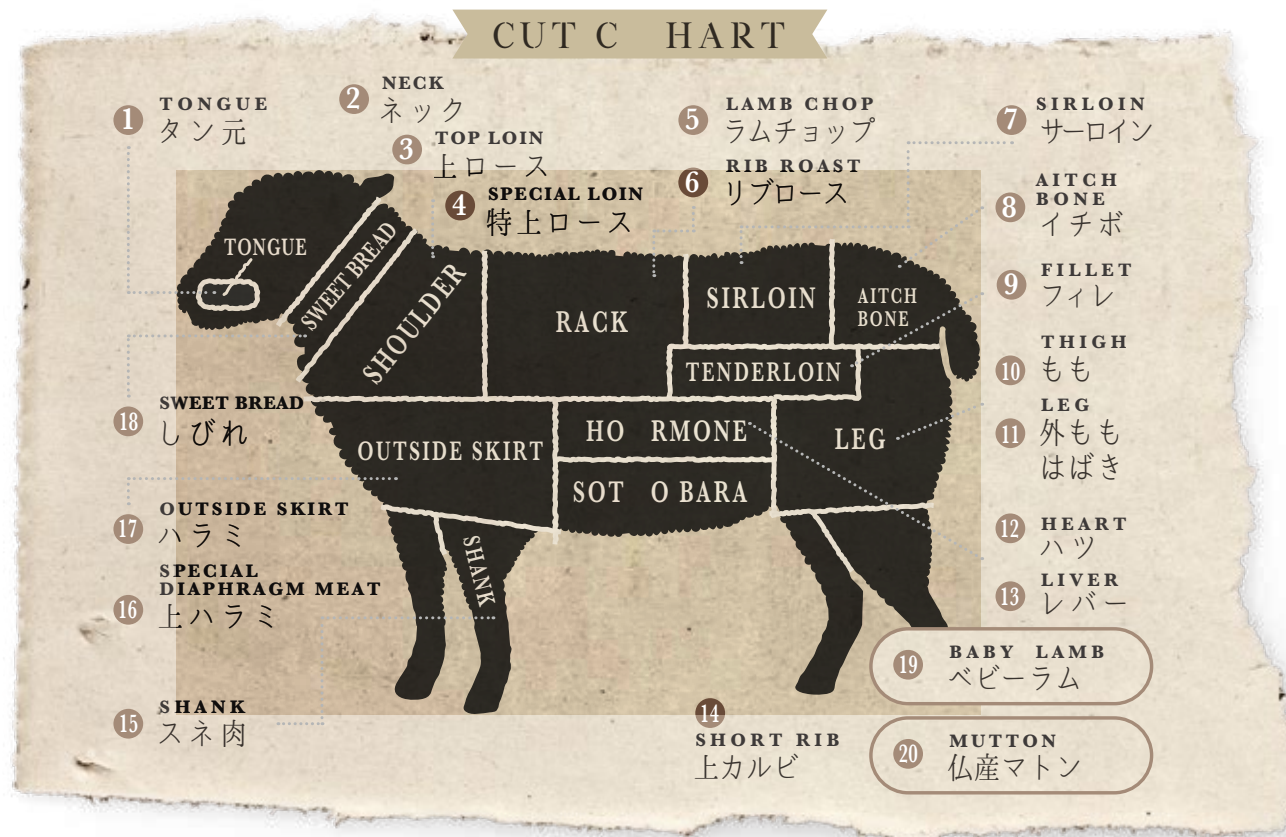 CUT C HART
1
TONGUE
タン元
2
NECK
ネック
3
TOP LOIN
上ロース
4
SPECIAL LOIN
特上ロース
5
LAMB CHOP
ラムチョップ
6
RIB ROAST
リブロース
7
SIRLOIN
サーロイン
8
AITCH
BONE
イチボ
9
FILLET
フィレ
10
THIGH
もも
11
LEG
外もも
はばき
12
HEART
ハツ
13
LIVER
レバー
14
SHORT RIB
上カルビ
15
SHANK
スネ肉
16
SPECIAL
DIAPHRAGM MEAT
上ハラミ
17
OUTSIDE SKIRT
ハラミ
18
SWEET BREAD
しびれ
19
BABY LAMB
ベビーラム
20
MUTTON
仏産マトン
TONGUE
SWEET BREAD
SHOULDER
RACK
SIRLOIN
AITCH
BONE
TENDERLOIN
OUTSIDE SKIRT
HO RMONE
SOT O BARA
LEG
SHANK